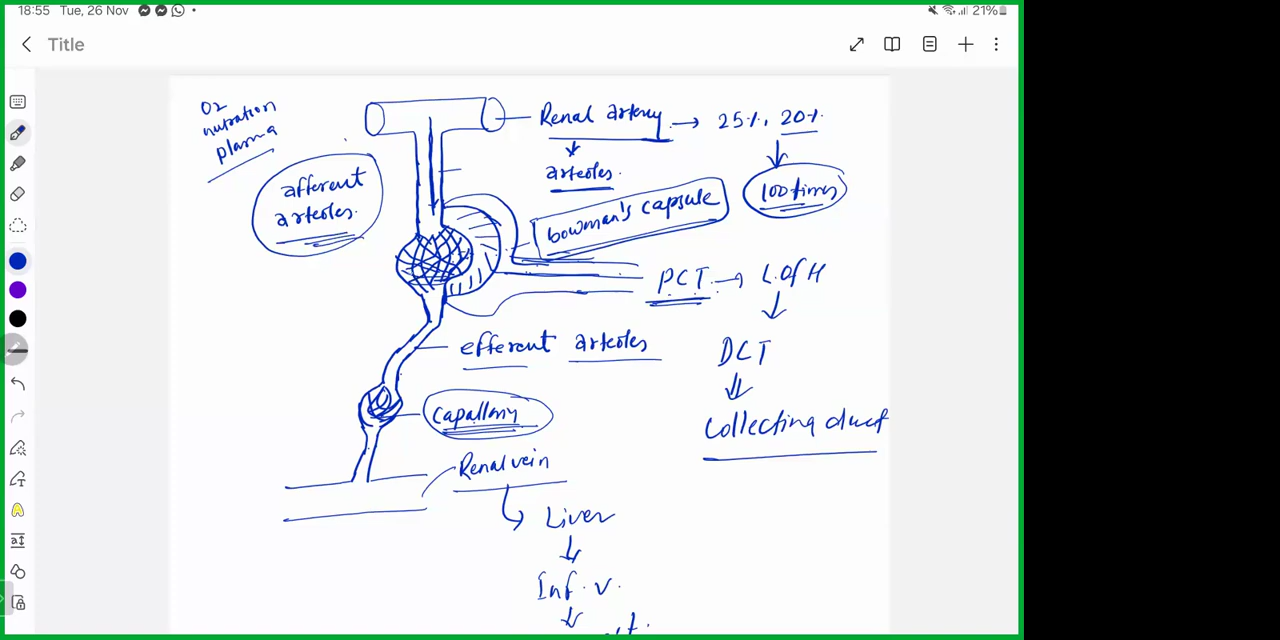 18:55 Tue, 26 Nov
21%
Title
O2
nutration
plasma
afferent
arteoles.
Renal artery → 25%, 20%
arteoles.
100 times
bowman's capsule
PCT → L.of H
DCT
Collecting duct
efferent arteoles
capallary
Renal vein
Liver
Inf. v.